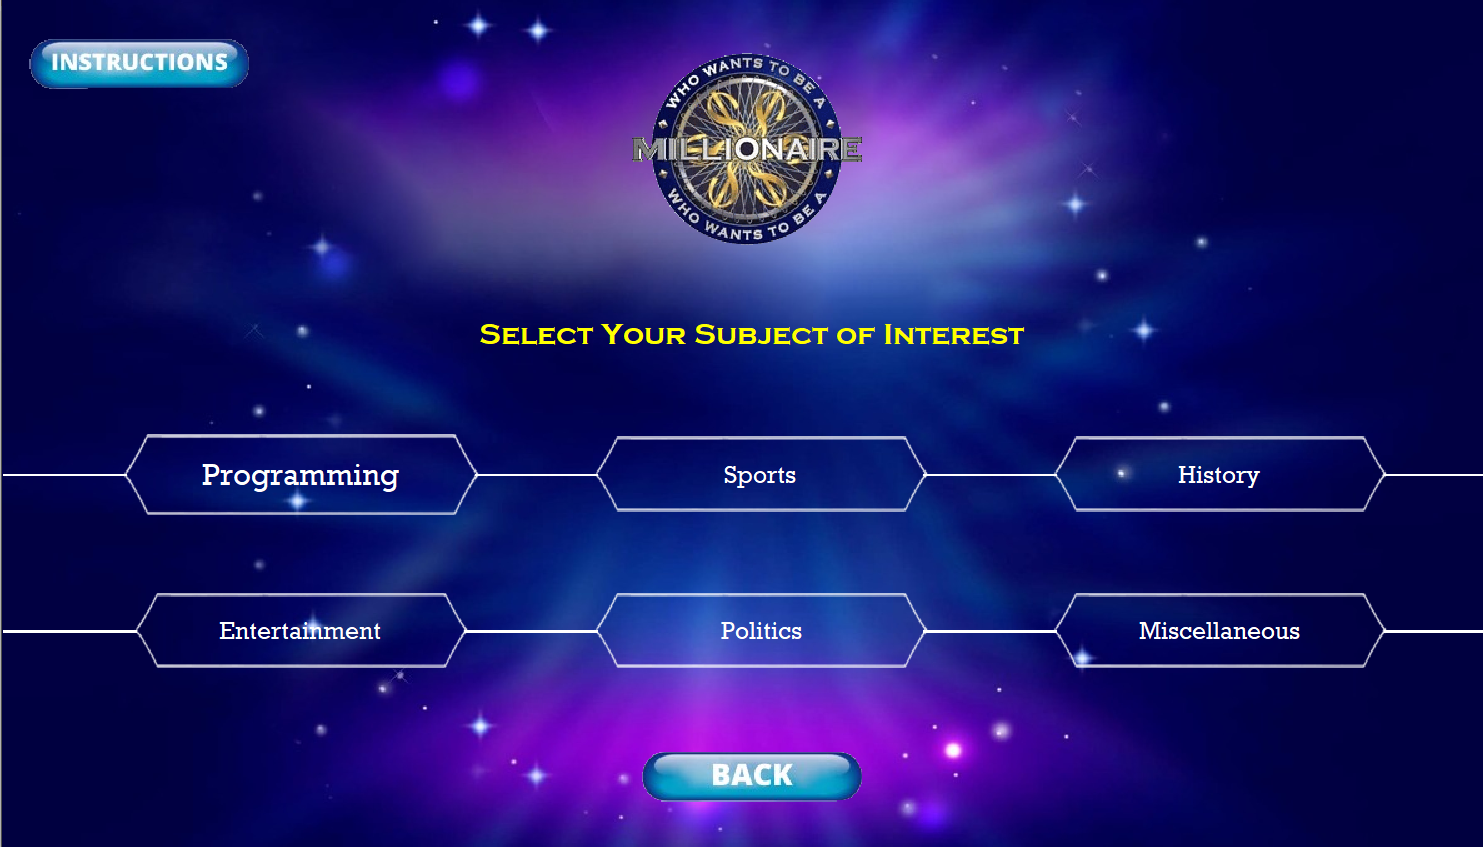 INSTRUCTIONS
WHO WANTS TO BE A
MILLIONAIRE
WHO WANTS TO BE A
Select Your Subject of Interest
Programming
Sports
History
Entertainment
Politics
Miscellaneous
BACK